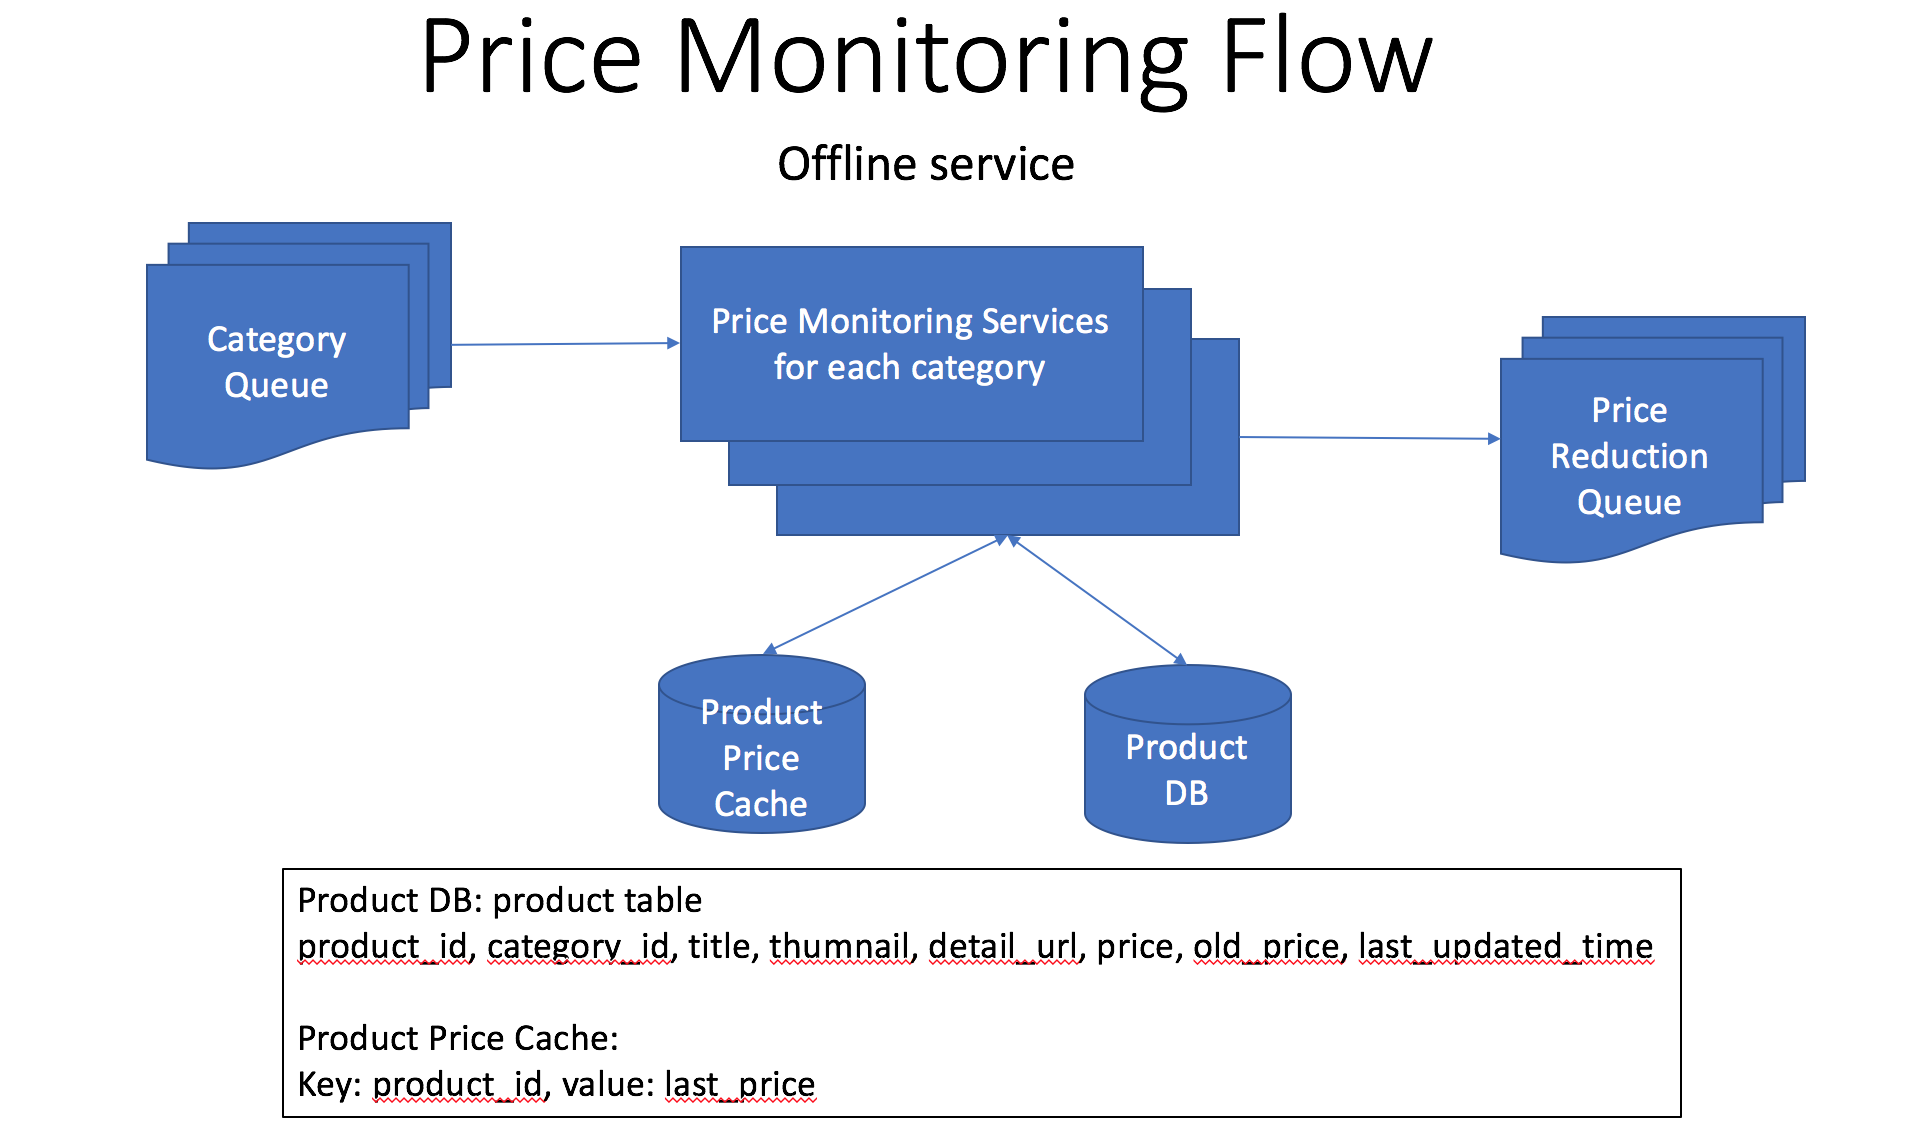 Price Monitoring Flow
Offline service
Category
Queue
Price Monitoring Services
for each category
Price
Reduction
Queue
Product
Price
Cache
Product
DB
Product DB: product table
product_id, category_id, title, thumnail, detail_url, price, old_price, last_updated_time
Product Price Cache:
Key: product_id, value: last_price